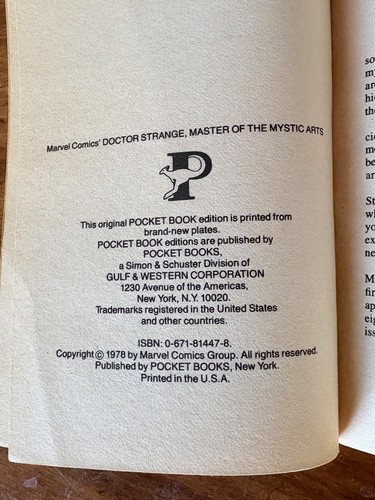 Marvel Comics' DOCTOR STRANGE, MASTER OF THE MYSTIC ARTS
P
This original POCKET BOOK edition is printed from
brand-new plates.
POCKET BOOK editions are published by
POCKET BOOKS,
a Simon & Schuster Division of
GULF & WESTERN CORPORATION
1230 Avenue of the Americas,
New York, N.Y. 10020.
Trademarks registered in the United States
and other countries.
ISBN: 0-671-81447-8.
Copyright © 1978 by Marvel Comics Group. All rights reserved.
Published by POCKET BOOKS, New York.
Printed in the U.S.A.